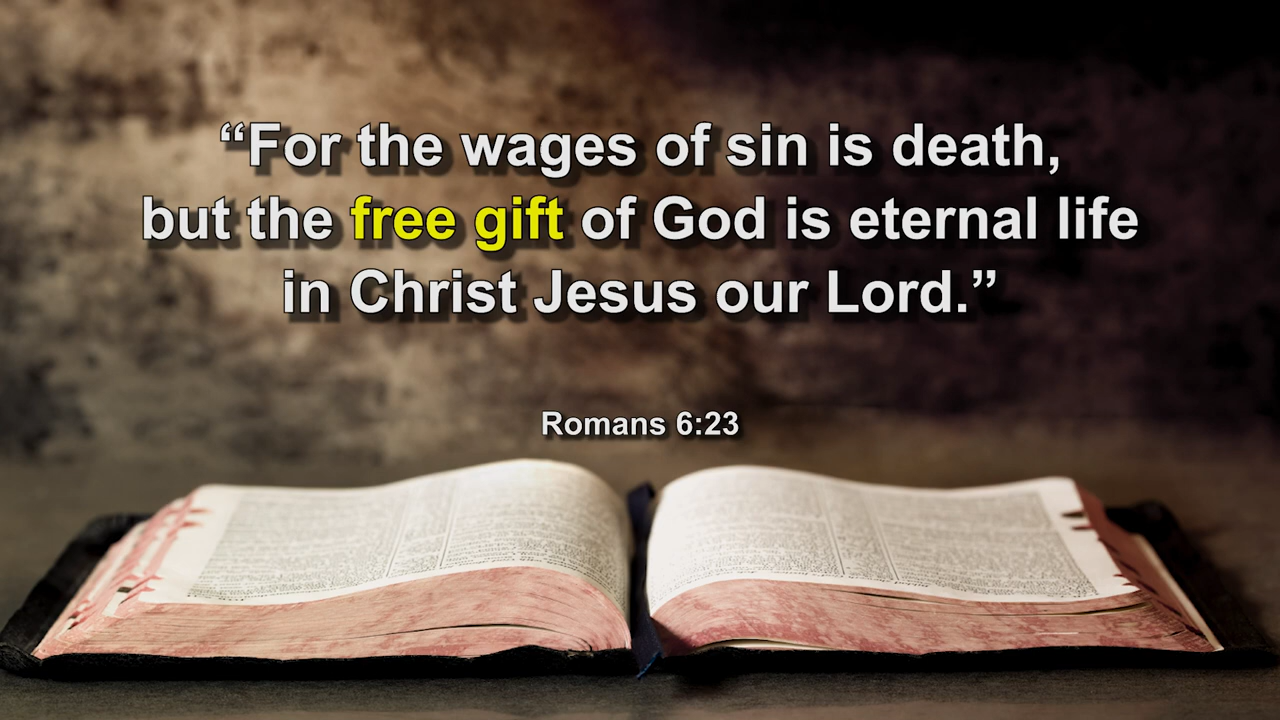 “For the wages of sin is death,
but the free gift of God is eternal life
in Christ Jesus our Lord.”
Romans 6:23